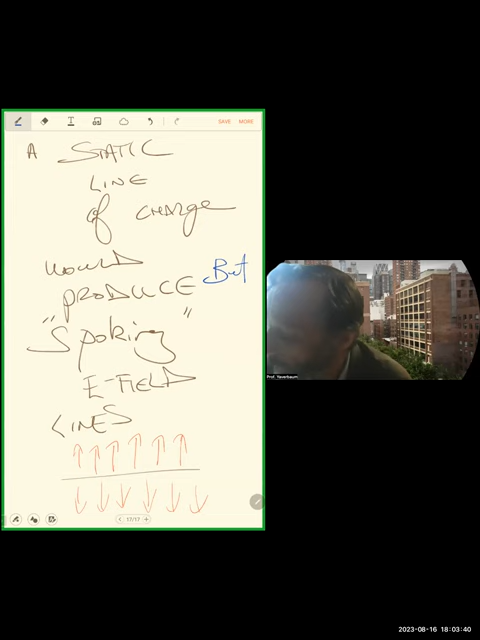 SAVE MORE
A STATIC
LINE
of CHARGE
WOULD
PRODUCE But
"Spoking"
E-FIELD
LINES
17/17
Prof. Yaverbaum
2023-08-16 18:03:40